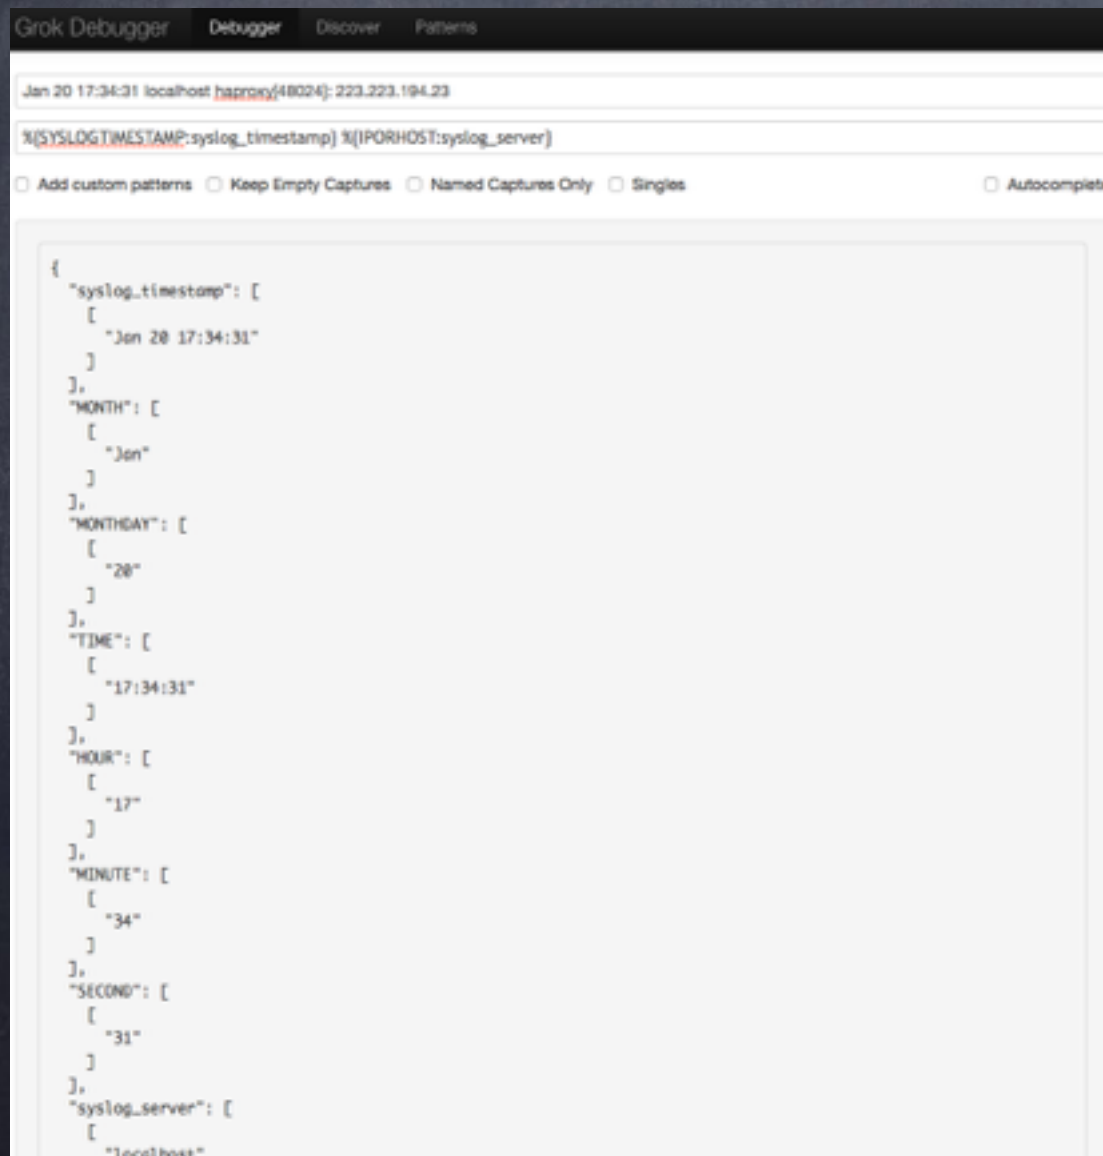 Grok Debugger Debugger Discover Patterns
Jan 20 17:34:31 localhost haproxy[48024]: 223.223.194.23
%{SYSLOGTIMESTAMP:syslog_timestamp} %{IPORHOST:syslog_server}
Add custom patterns Keep Empty Captures Named Captures Only Singles Autocomplete
{
"syslog_timestamp": [
[
"Jan 20 17:34:31"
]
],
"MONTH": [
[
"Jan"
]
],
"MONTHDAY": [
[
"20"
]
],
"TIME": [
[
"17:34:31"
]
],
"HOUR": [
[
"17"
]
],
"MINUTE": [
[
"34"
]
],
"SECOND": [
[
"31"
]
],
"syslog_server": [
[
"localhost"